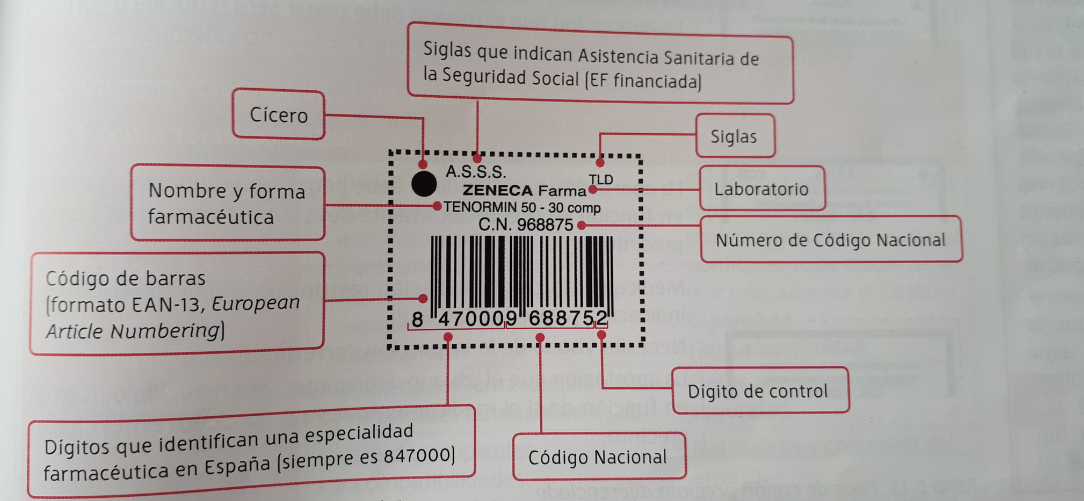 Siglas que indican Asistencia Sanitaria de
la Seguridad Social (EF financiada)
Cícero
Siglas
A.S.S.S.
TLD
ZENECA Farma
TENORMIN 50 - 30 comp
C.N. 968875
Nombre y forma
farmacéutica
Laboratorio
Número de Código Nacional
Código de barras
(formato EAN-13, European
Article Numbering)
8 470009 688752
Dígito de control
Dígitos que identifican una especialidad
farmacéutica en España (siempre es 847000)
Código Nacional